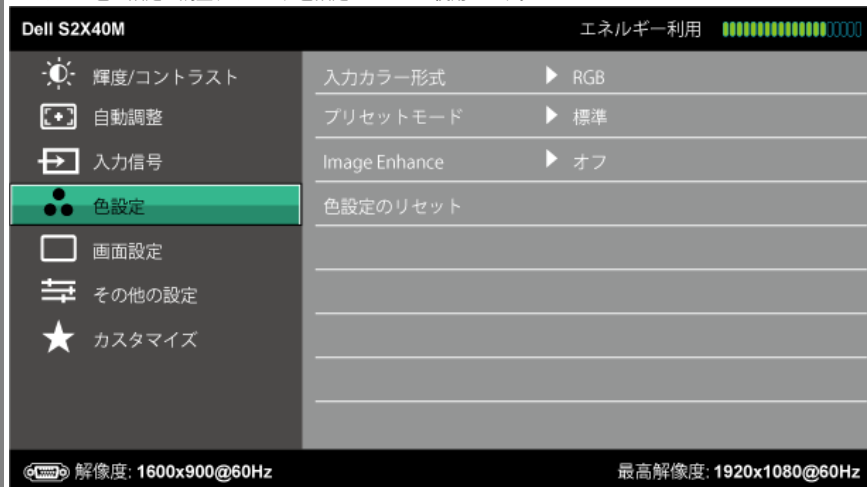 Dell S2X40M エネルギー利用
輝度/コントラスト
自動調整
入力信号
色設定
画面設定
その他の設定
カスタマイズ
入力カラー形式 RGB
プリセットモード 標準
Image Enhance オフ
色設定のリセット
解像度: 1600x900@60Hz 最高解像度: 1920x1080@60Hz